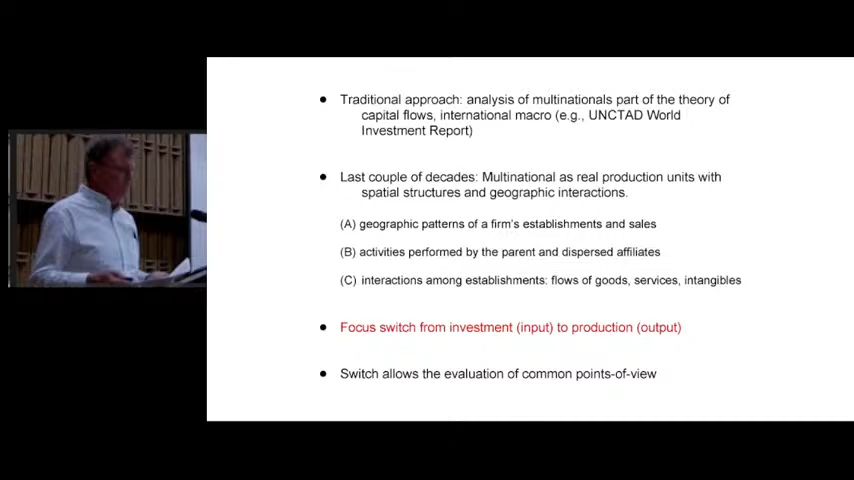 ● Traditional approach: analysis of multinationals part of the theory of
capital flows, international macro (e.g., UNCTAD World
Investment Report)
● Last couple of decades: Multinational as real production units with
spatial structures and geographic interactions.
(A) geographic patterns of a firm's establishments and sales
(B) activities performed by the parent and dispersed affiliates
(C) interactions among establishments: flows of goods, services, intangibles
● Focus switch from investment (input) to production (output)
● Switch allows the evaluation of common points-of-view